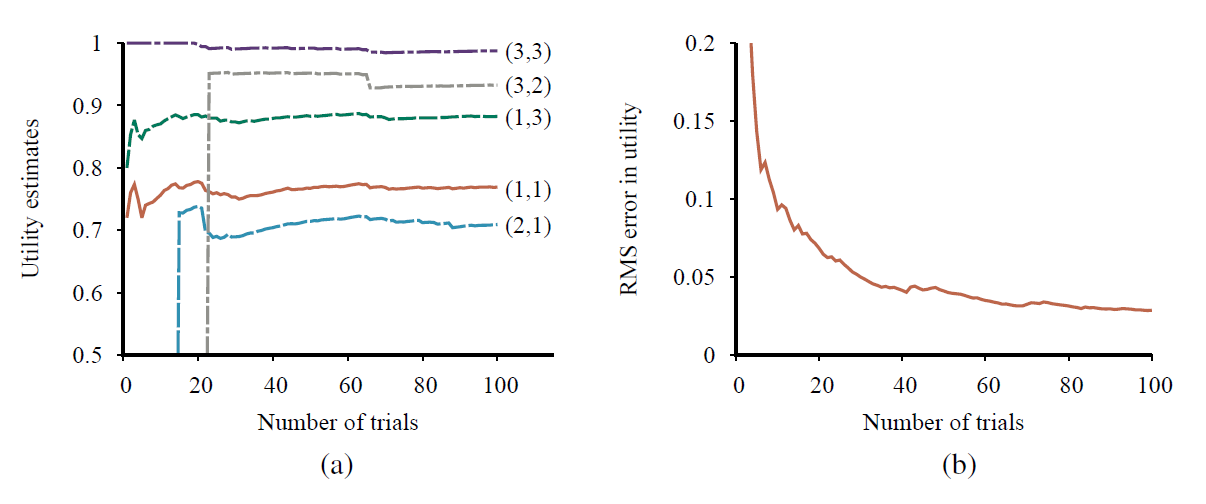 1
0.9
0.8
0.7
0.6
0.5
Utility estimates
(3,3)
(3,2)
(1,3)
(1,1)
(2,1)
0 20 40 60 80 100
Number of trials
(a)
0.2
0.15
0.1
0.05
0
RMS error in utility
0 20 40 60 80 100
Number of trials
(b)